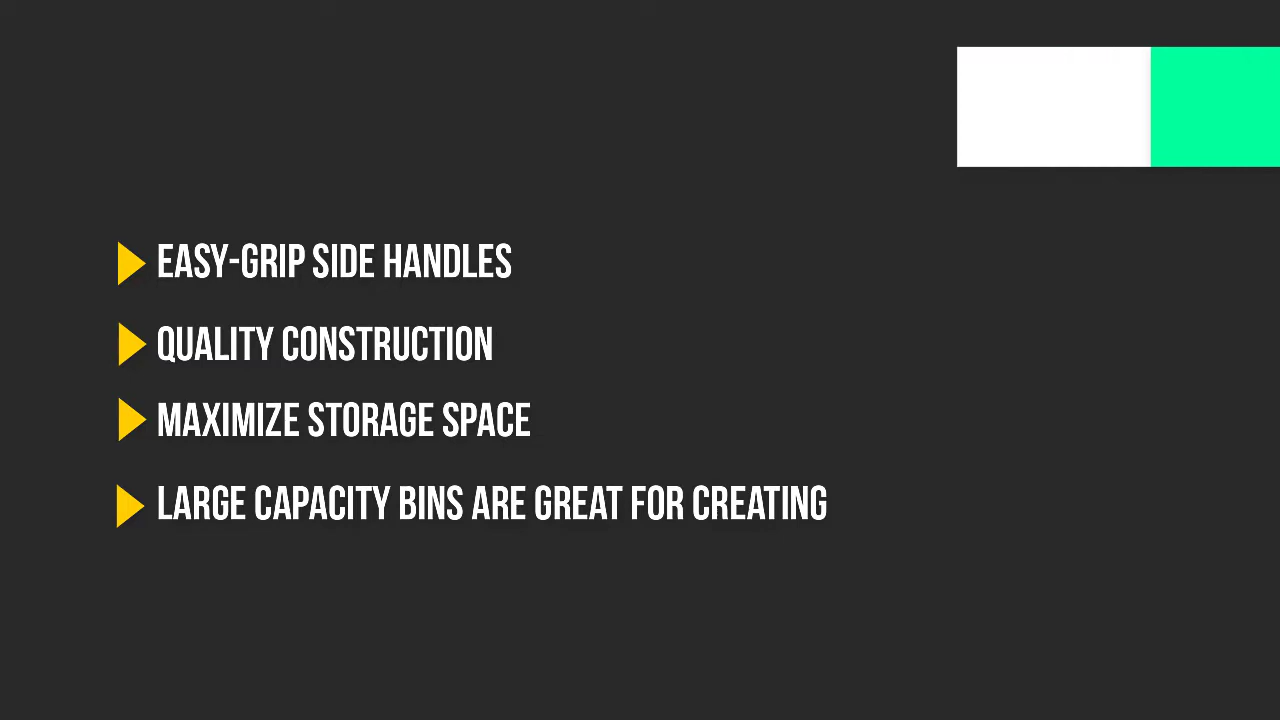 EASY-GRIP SIDE HANDLES
QUALITY CONSTRUCTION
MAXIMIZE STORAGE SPACE
LARGE CAPACITY BINS ARE GREAT FOR CREATING